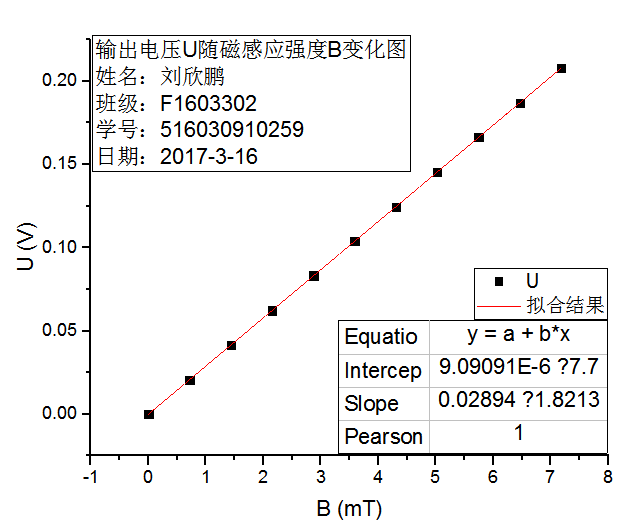 输出电压U随磁感应强度B变化图
姓名：刘欣鹏
班级：F1603302
学号：516030910259
日期：2017-3-16
0.20
0.15
0.10
0.05
0.00
U (V)
U
拟合结果
Equatio y = a + b*x
Intercep 9.09091E-6 ?7.7
Slope 0.02894 ?1.8213
Pearson 1
-1 0 1 2 3 4 5 6 7 8
B (mT)